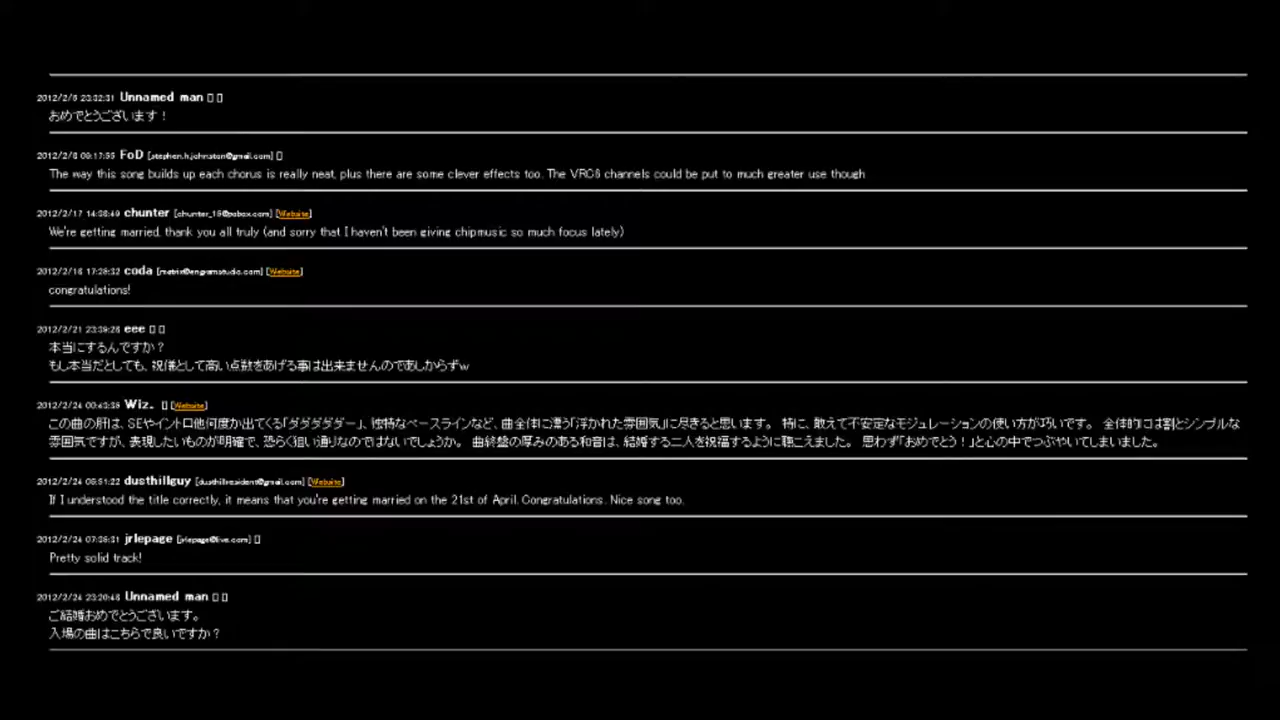 2012/2/5 23:32:31 Unnamed man
おめでとうございます！
2012/2/8 09:17:55 FoD [stephen.h.johnston@gmail.com]
The way this song builds up each chorus is really neat, plus there are some clever effects too. The VRC6 channels could be put to much greater use though
2012/2/17 14:38:49 chunter [chunter_16@pobox.com] [Website]
We're getting married, thank you all truly (and sorry that I haven't been giving chipmusic so much focus lately)
2012/2/18 17:28:32 coda [metrix@engramstudio.com] [Website]
congratulations!
2012/2/21 23:39:26 eee
本当にするんですか？
もし本当だとしても、祝儀として高い点数をあげる事は出来ませんのであしからずw
2012/2/24 00:43:36 Wiz. [Website]
この曲の肝は、SEやイントロ他何度か出てくる「ダダダダダー」、独特なベースラインなど、曲全体に漂う「浮かれた雰囲気」に尽きると思います。 特に、敢えて不安定なモジュレーションの使い方が巧いです。 全体的には割とシンプルな
雰囲気ですが、表現したいものが明確で、恐らく狙い通りなのではないでしょうか。 曲終盤の厚みのある和音は、結婚する二人を祝福するように聴こえました。 思わず「おめでとう！」と心の中でつぶやいてしまいました。
2012/2/24 05:51:22 dusthillguy [dusthillresident@gmail.com] [Website]
If I understood the title correctly, it means that you're getting married on the 21st of April. Congratulations. Nice song too.
2012/2/24 07:36:31 jrlepage [jrlepage@live.com]
Pretty solid track!
2012/2/24 23:20:48 Unnamed man
ご結婚おめでとうございます。
入場の曲はこちらで良いですか？